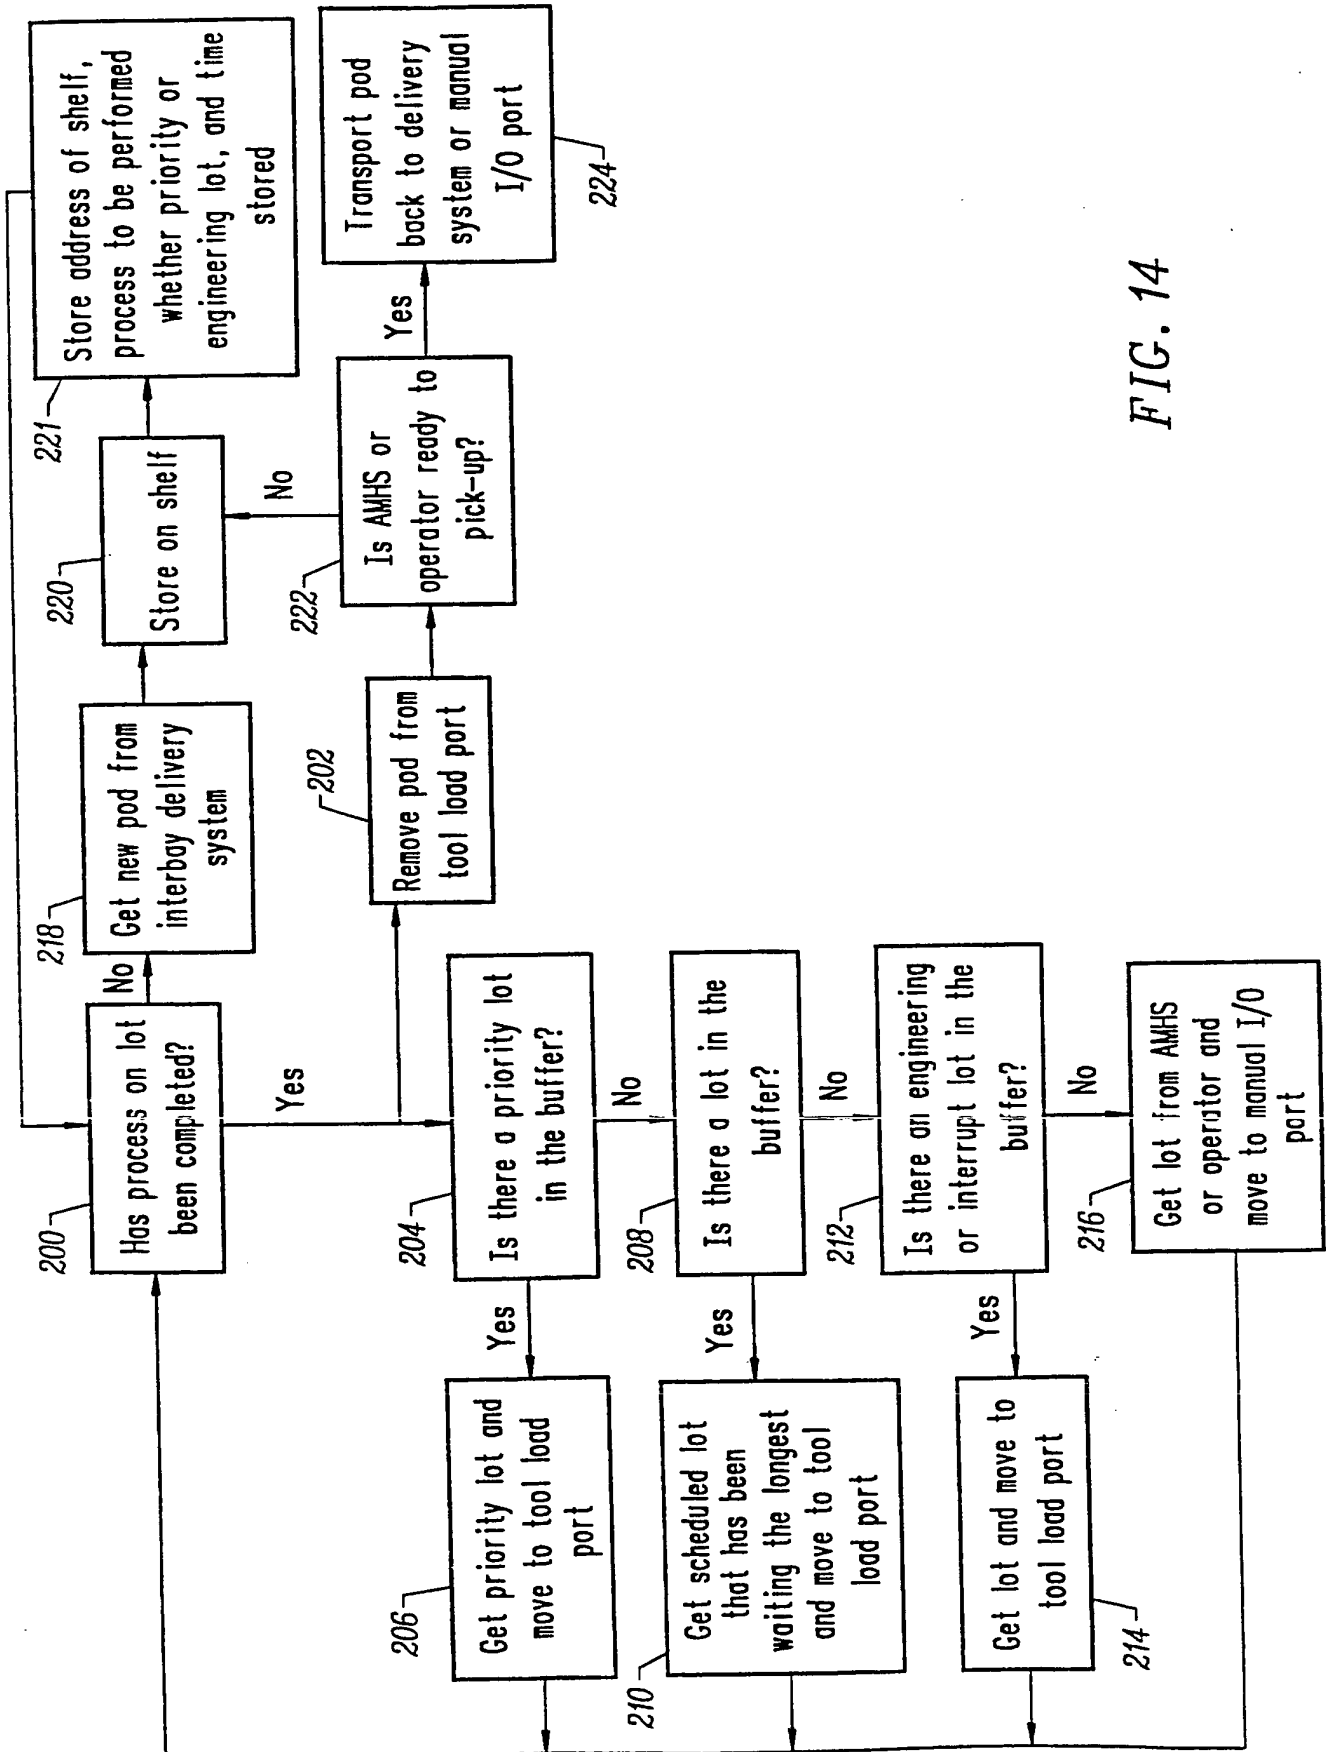 200
Has process on lot
been completed?
No
218
Get new pod from
interbay delivery
system
220
Store on shelf
221
Store address of shelf,
process to be performed
whether priority or
engineering lot, and time
stored
Yes
202
Remove pod from
tool load port
222
Is AMHS or
operator ready to
pick-up?
No
Yes
Transport pod
back to delivery
system or manual
I/O port
224
204
Is there a priority lot
in the buffer?
Yes
206
Get priority lot and
move to tool load
port
No
208
Is there a lot in the
buffer?
Yes
210
Get scheduled lot
that has been
waiting the longest
and move to tool
load port
No
212
Is there an engineering
or interrupt lot in the
buffer?
Yes
Get lot and move to
tool load port
214
No
216
Get lot from AMHS
or operator and
move to manual I/O
port
FIG. 14